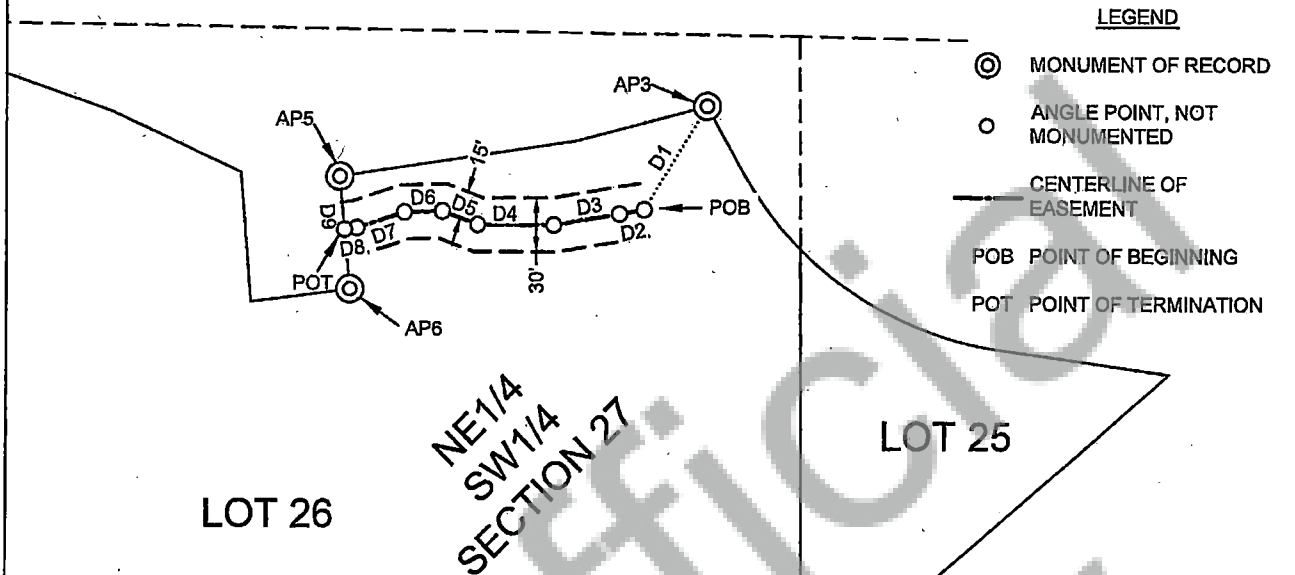 LEGEND
MONUMENT OF RECORD
ANGLE POINT, NOT
MONUMENTED
CENTERLINE OF
EASEMENT
POB POINT OF BEGINNING
POT POINT OF TERMINATION
AP3
AP5
15'
D1
D6
D5
D4
D3
POB
D9
D8.
D7
D2.
30'
POT
AP6
NE1/4
SW1/4
SECTION 27
LOT 25
LOT 26
ficial